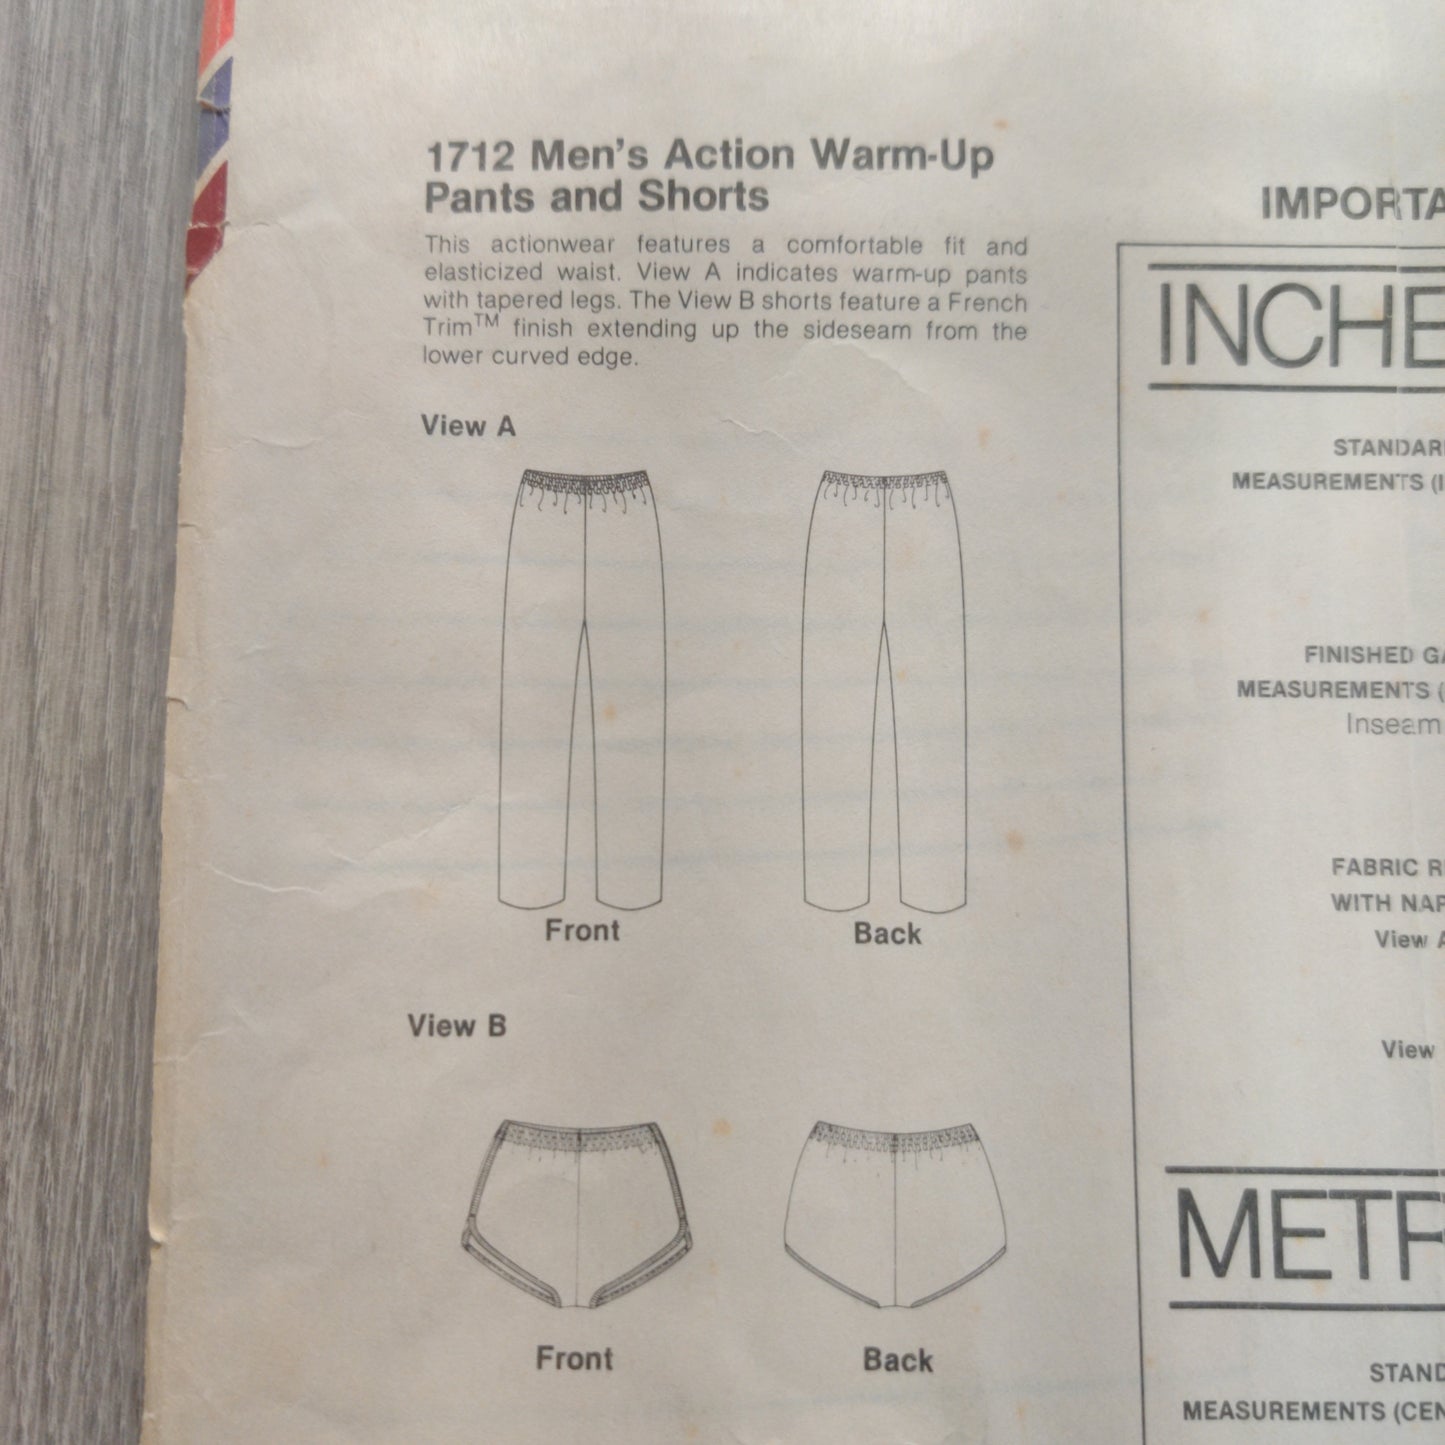 1712 Men's Action Warm-Up
Pants and Shorts
This actionwear features a comfortable fit and
elasticized waist. View A indicates warm-up pants
with tapered legs. The View B shorts feature a French
Trim™ finish extending up the sideseam from the
lower curved edge.
View A
Front Back
View B
Front Back
IMPORTA
INCHE
STANDAR
MEASUREMENTS (I
FINISHED GA
MEASUREMENTS (
Inseam
FABRIC R
WITH NAP
View A
View
METR
STAND
MEASUREMENTS (CEN